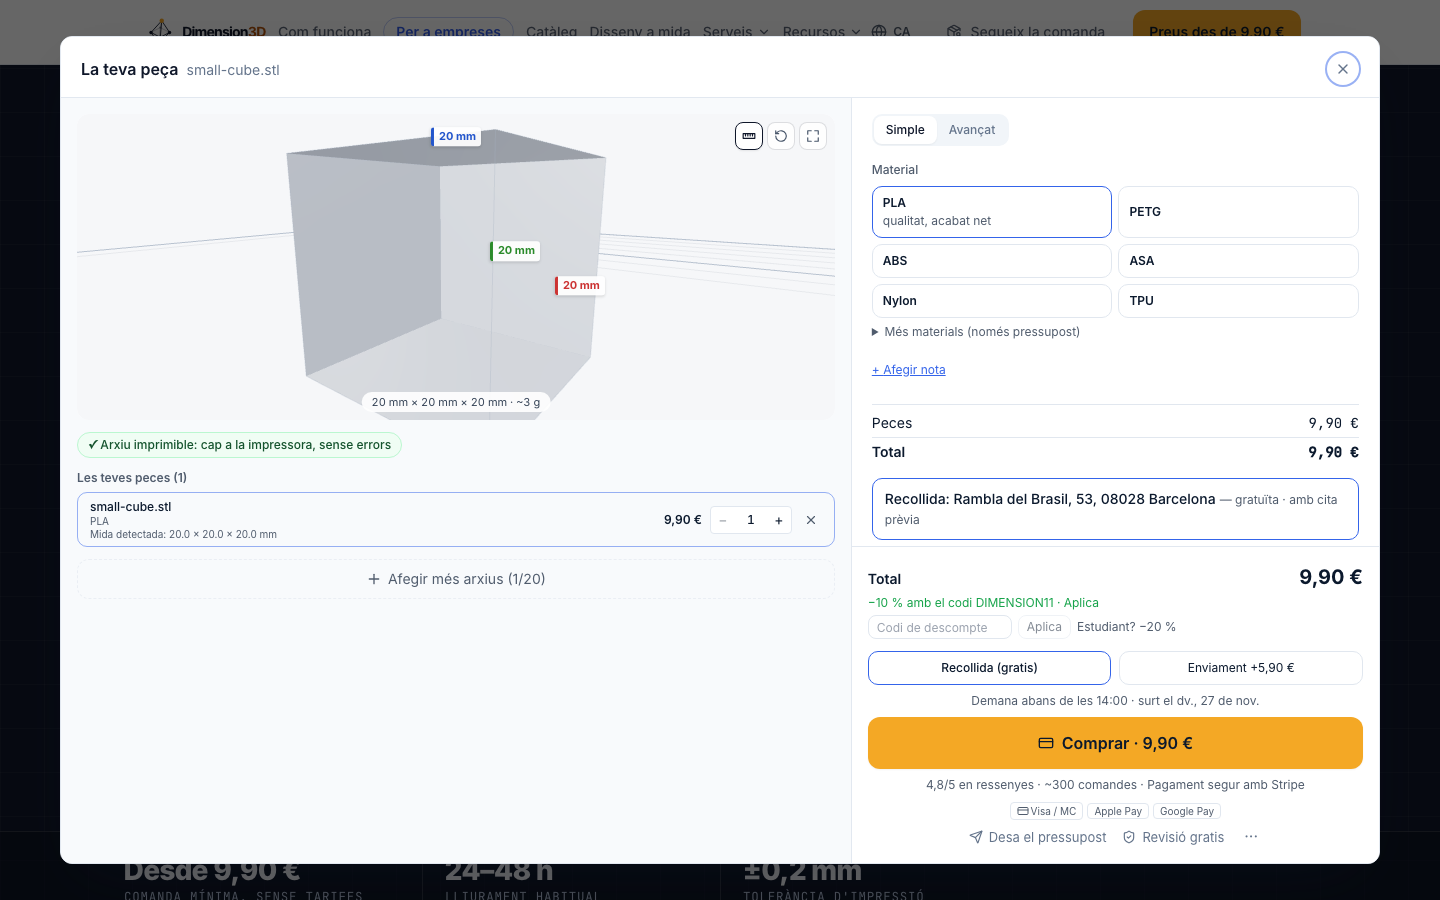 Dimension3D Com funciona Per a empreses Catàleg Disseny a mida Serveis Recursos CA Segueix la comanda Preus des de 9,90 €
La teva peça small-cube.stl
20 mm
20 mm
20 mm
20 mm × 20 mm × 20 mm · ~3 g
✓ Arxiu imprimible: cap a la impressora, sense errors
Les teves peces (1)
small-cube.stl
PLA
Mida detectada: 20.0 × 20.0 × 20.0 mm
9,90 € − 1 +
Afegir més arxius (1/20)
Simple Avançat
Material
PLA
qualitat, acabat net
PETG
ABS
ASA
Nylon
TPU
Més materials (només pressupost)
+ Afegir nota
Peces 9,90 €
Total 9,90 €
Recollida: Rambla del Brasil, 53, 08028 Barcelona — gratuïta · amb cita
prèvia
Total 9,90 €
−10 % amb el codi DIMENSION11 · Aplica
Codi de descompte Aplica Estudiant? −20 %
Recollida (gratis) Enviament +5,90 €
Demana abans de les 14:00 · surt el dv., 27 de nov.
Comprar · 9,90 €
4,8/5 en ressenyes · ~300 comandes · Pagament segur amb Stripe
Visa / MC Apple Pay Google Pay
Desa el pressupost Revisió gratis ···
Desde 9,90 € 24–48 h ±0,2 mm
COMANDA MÍNIMA, SENSE TARIFES LLIURAMENT HABITUAL TOLERÀNCIA D'IMPRESSIÓ